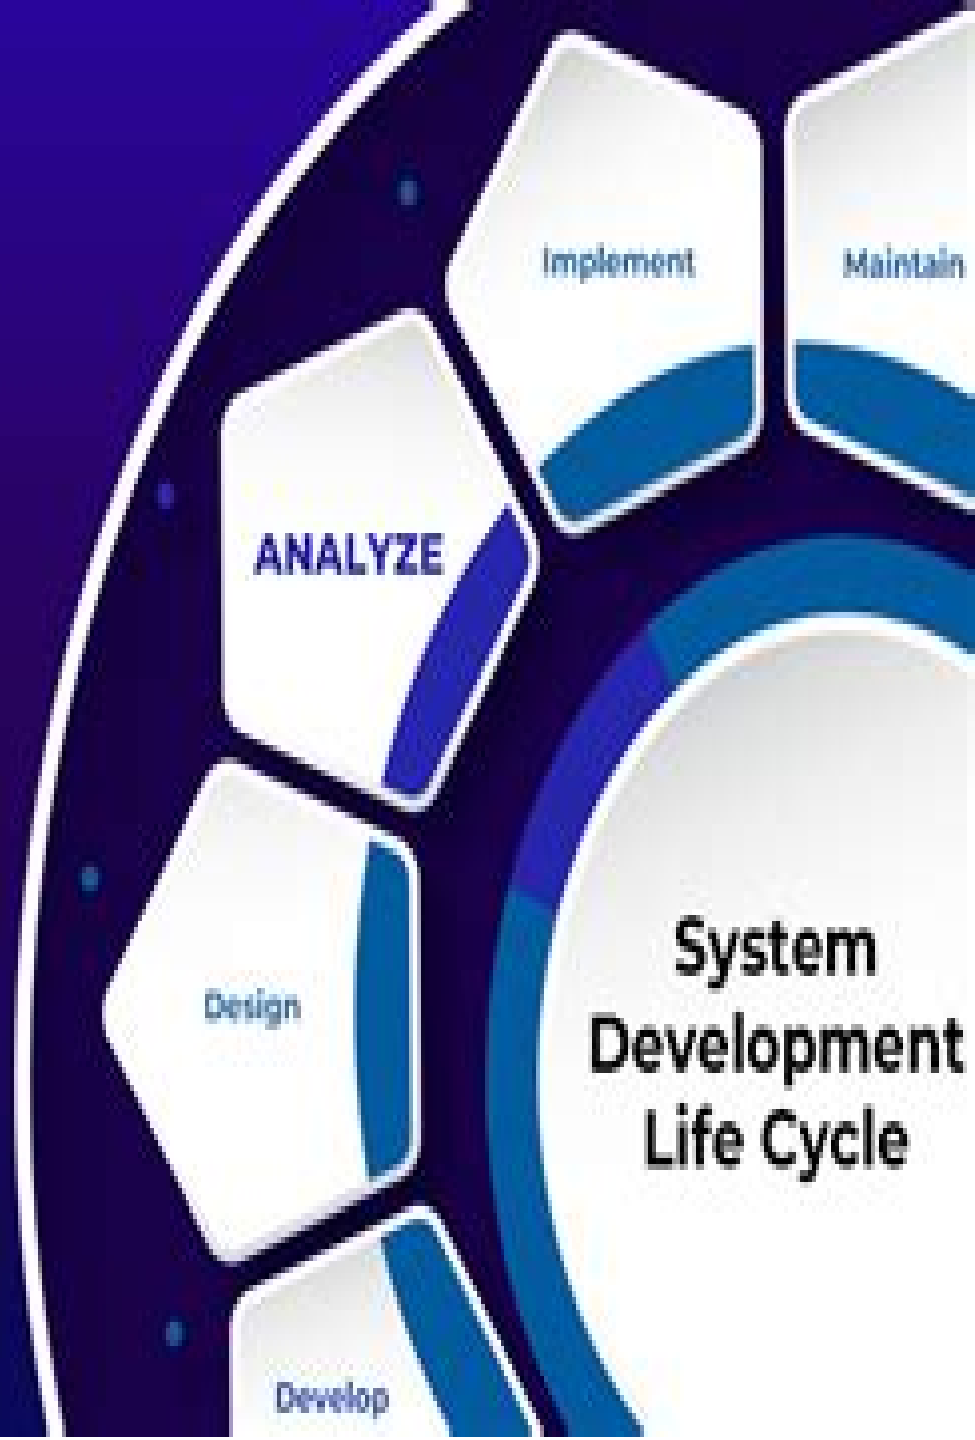 Implement
Maintain
ANALYZE
Design
System
Development
Life Cycle
Develop